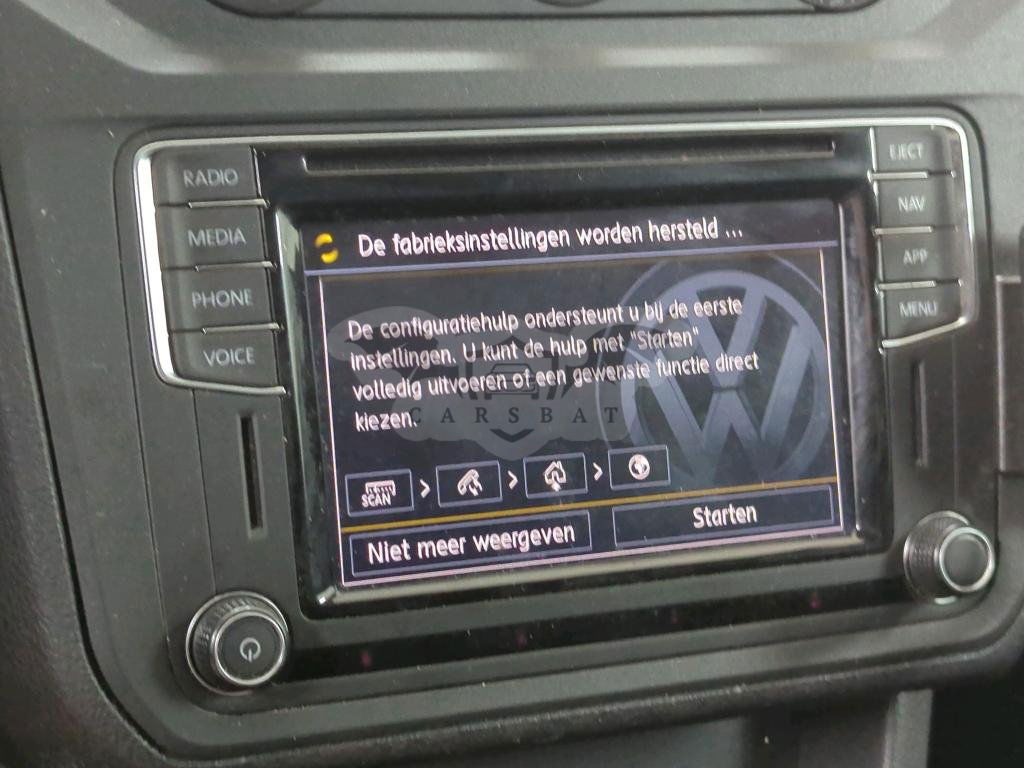 RADIO
MEDIA
PHONE
VOICE
EJECT
NAV
APP
MENU
De fabrieksinstellingen worden hersteld ...
De configuratiehulp ondersteunt u bij de eerste
instellingen. U kunt de hulp met "Starten"
volledig uitvoeren of een gewenste functie direct
kiezen.
CARSBAT
SCAN > > >
Niet meer weergeven
Starten